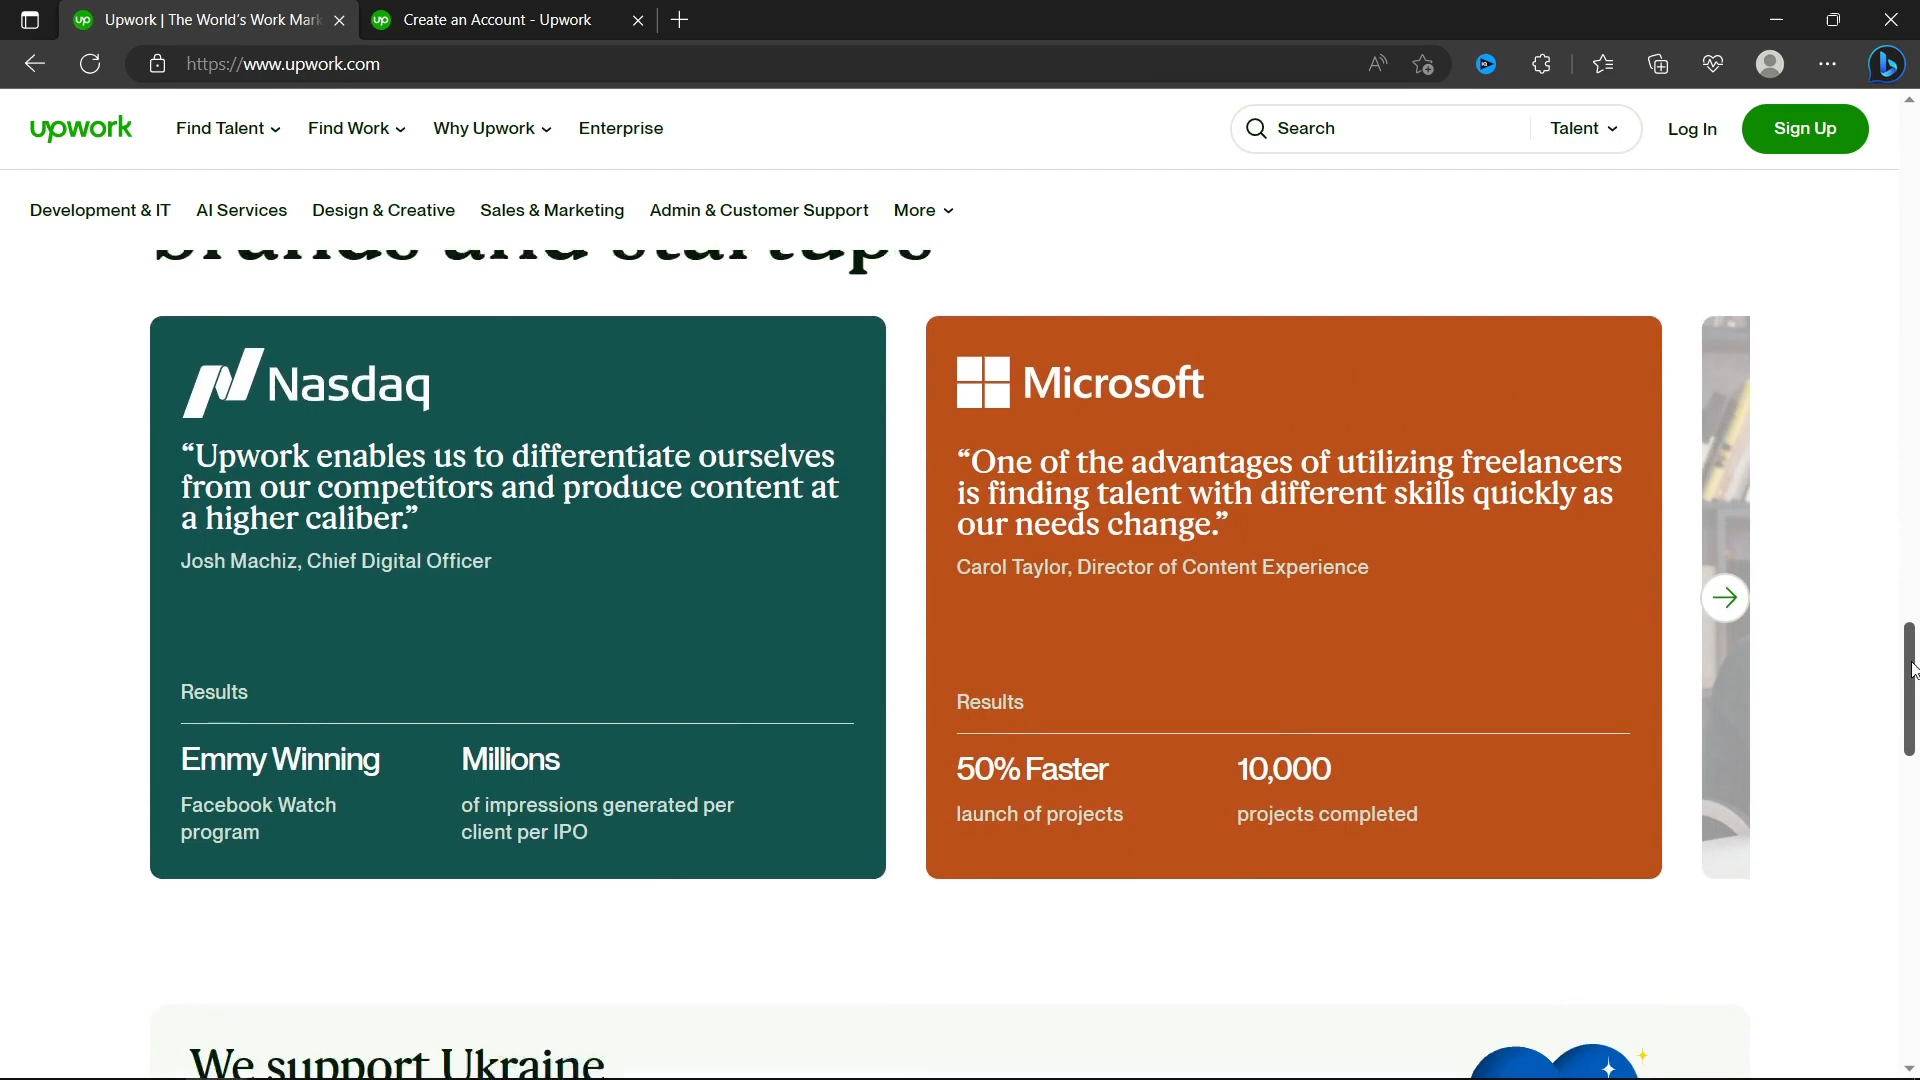 Upwork | The World's Work Mark
Create an Account - Upwork
https://www.upwork.com
upwork
Find Talent
Find Work
Why Upwork
Enterprise
Search
Talent
Log In
Sign Up
Development & IT
AI Services
Design & Creative
Sales & Marketing
Admin & Customer Support
More
brands and startups
Nasdaq
“Upwork enables us to differentiate ourselves
from our competitors and produce content at
a higher caliber.”
Josh Machiz, Chief Digital Officer
Results
Emmy Winning
Facebook Watch
program
Millions
of impressions generated per
client per IPO
Microsoft
“One of the advantages of utilizing freelancers
is finding talent with different skills quickly as
our needs change.”
Carol Taylor, Director of Content Experience
Results
50% Faster
launch of projects
10,000
projects completed
We support Ukraine